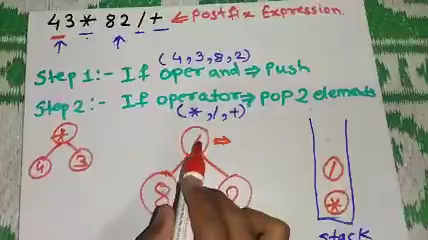 43*82/+ ⇐ Postfix Expression.
(4,3,8,2)
Step 1:- If operand ⇒ Push
Step 2:- If operator ⇒ POP 2 elements
(*,/,+)
* / ⇒
4 3 8 /
*
stack